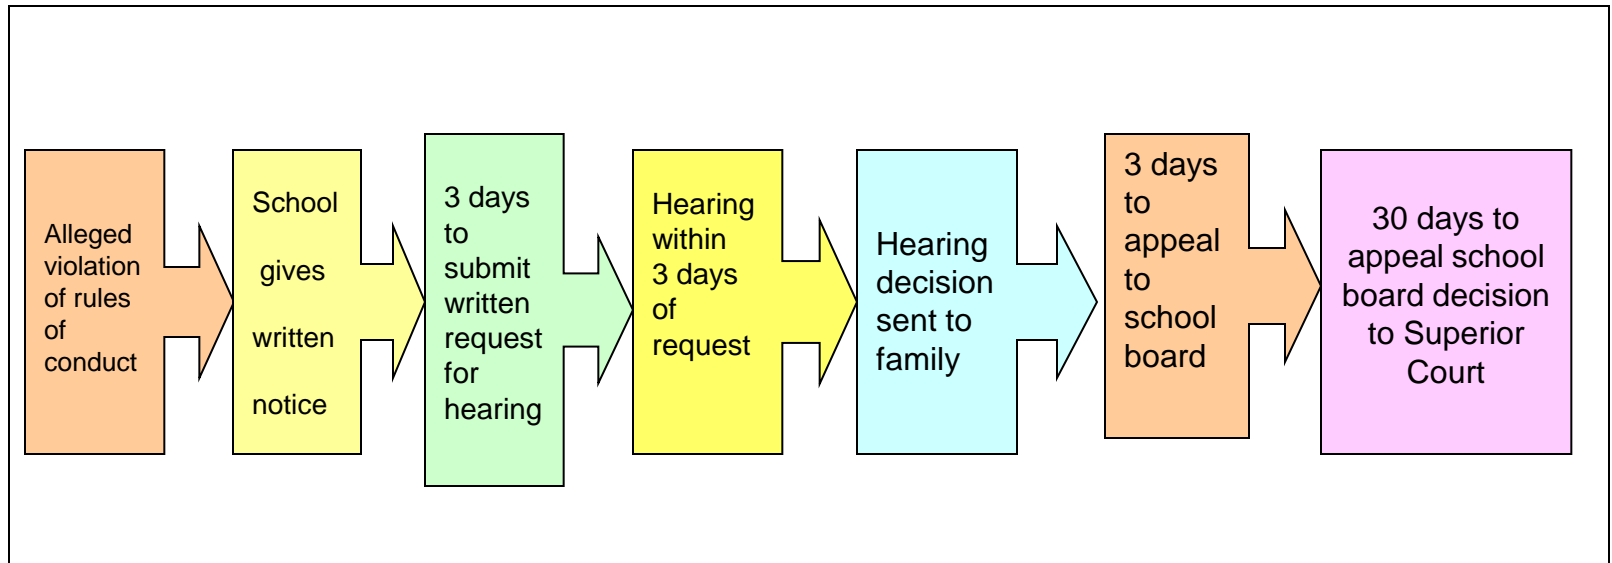 Alleged
violation
of rules
of
conduct
School
gives
written
notice
3 days
to
submit
written
request
for
hearing
Hearing
within
3 days
of
request
Hearing
decision
sent to
family
3 days
to
appeal
to
school
board
30 days to
appeal school
board decision
to Superior
Court